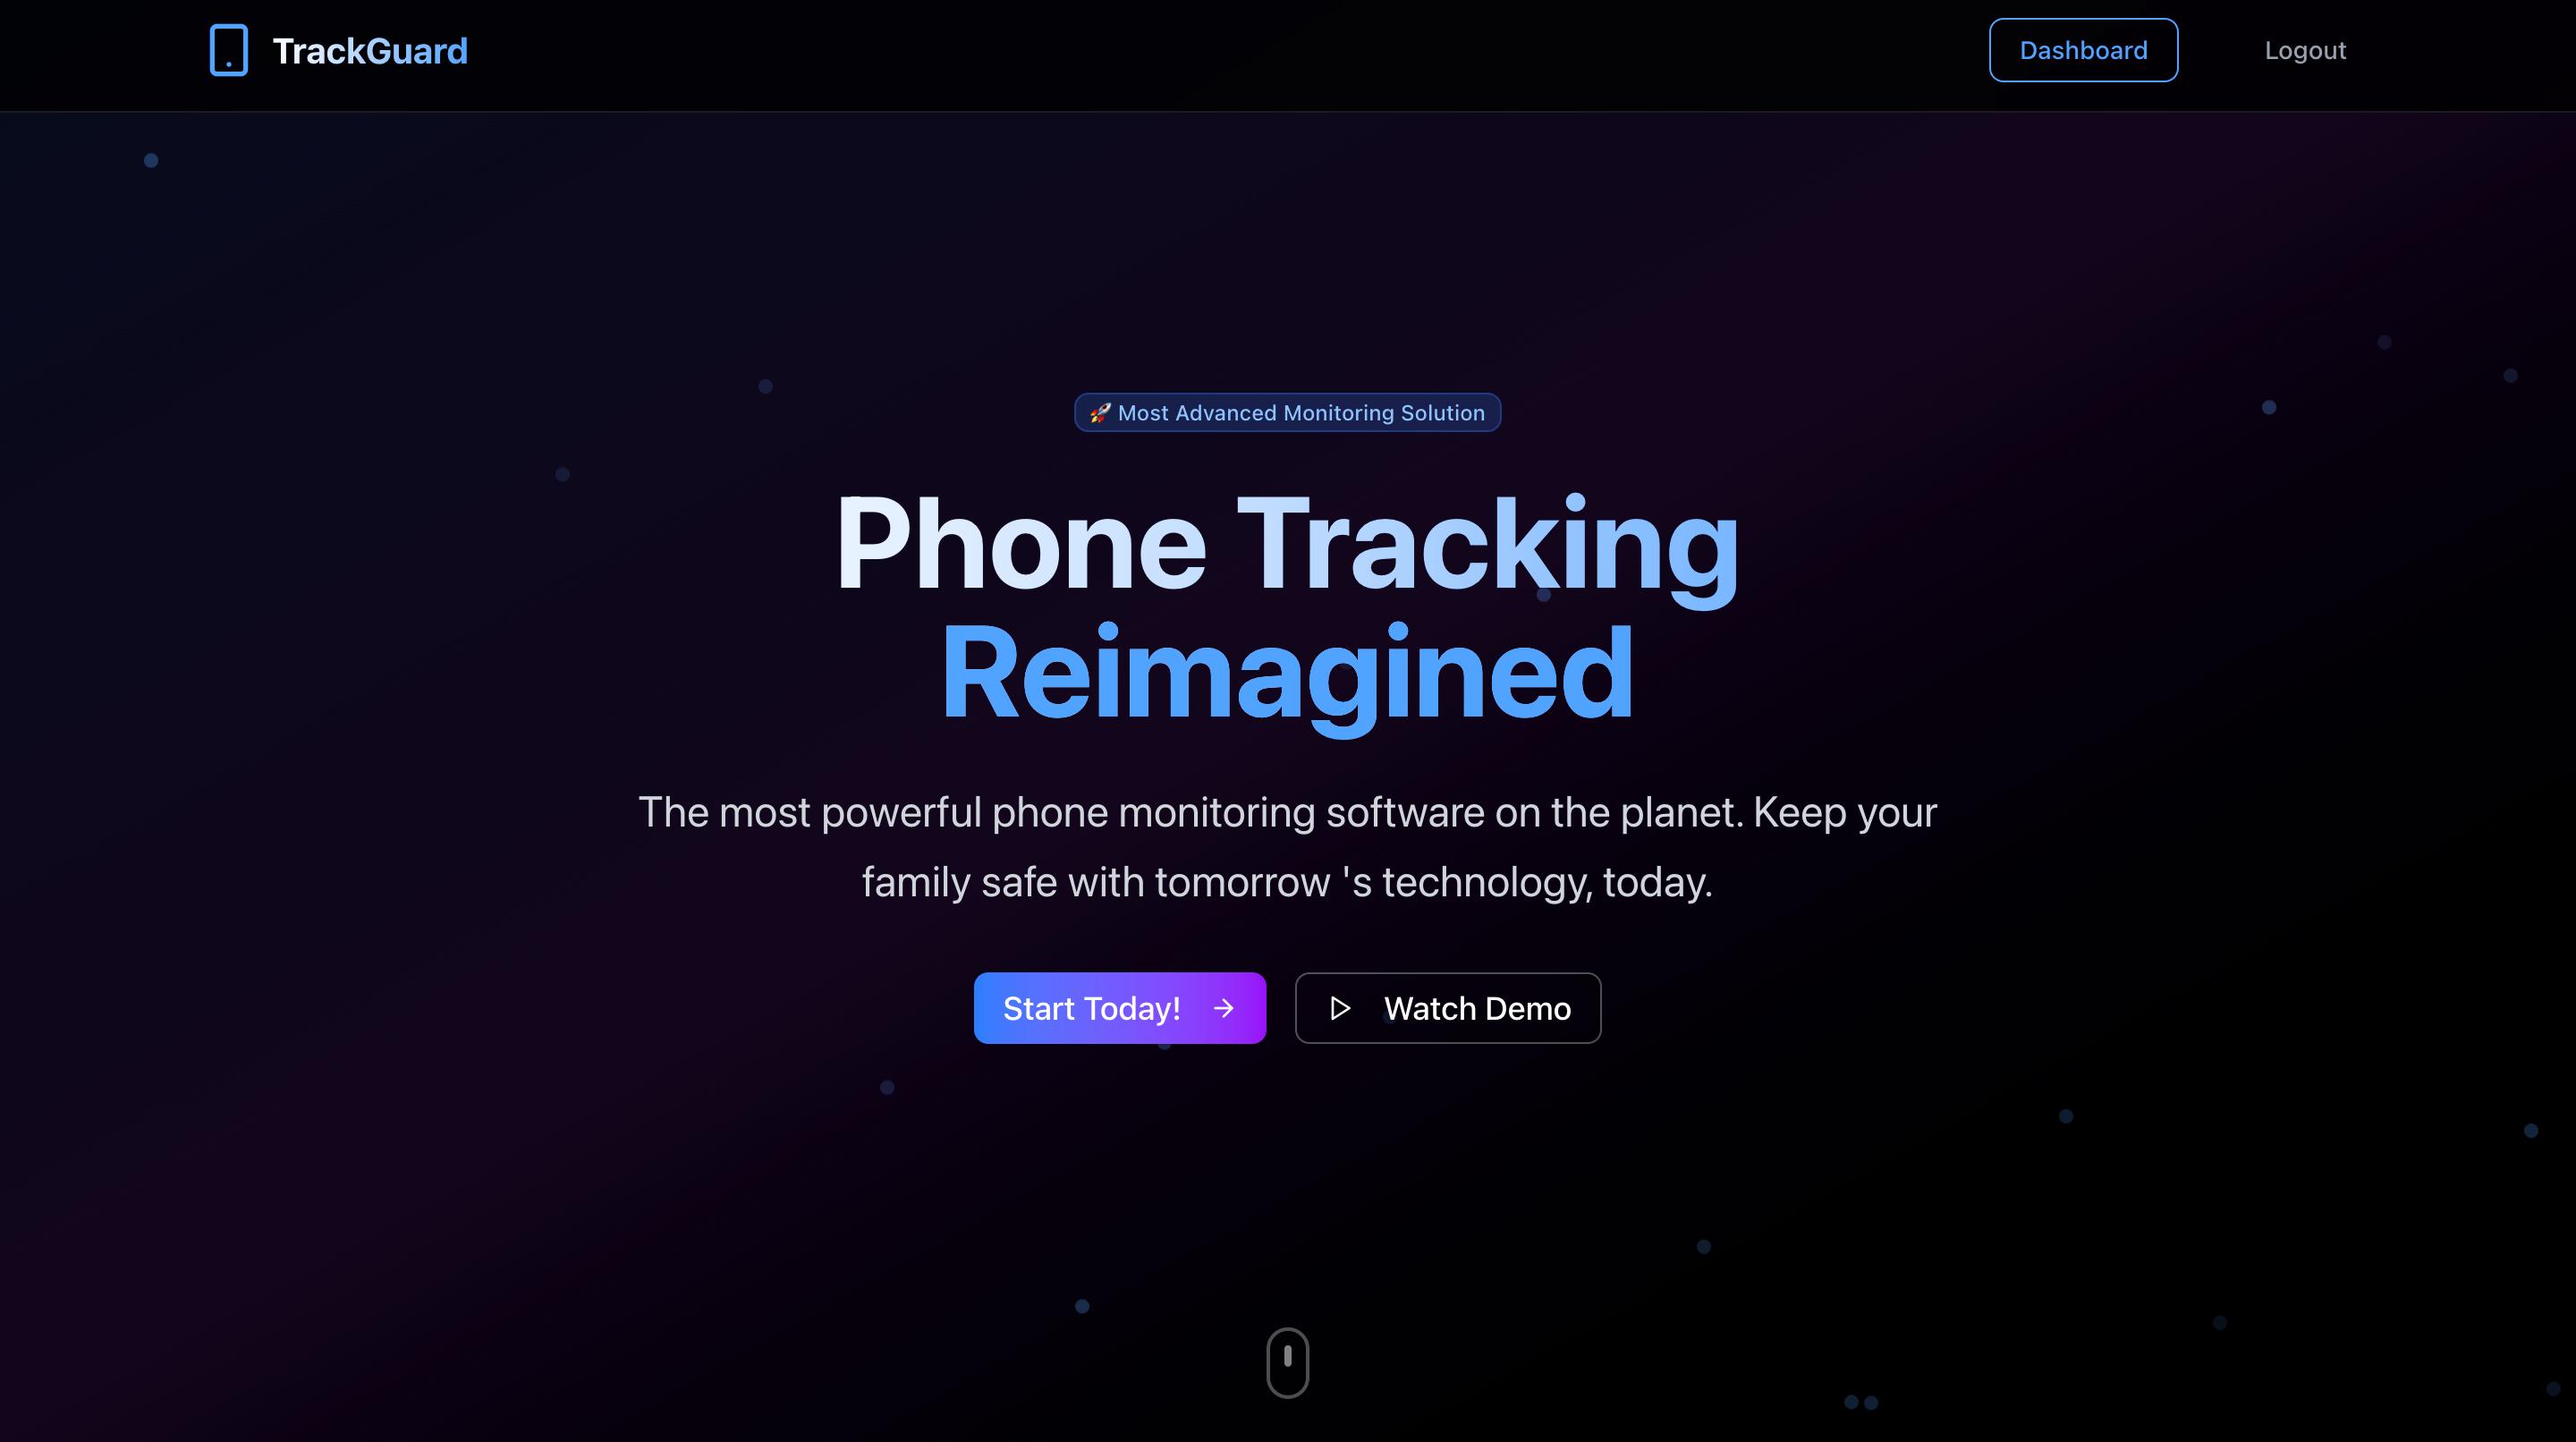 TrackGuard
Dashboard
Logout
🚀 Most Advanced Monitoring Solution
Phone Tracking
Reimagined
The most powerful phone monitoring software on the planet. Keep your
family safe with tomorrow 's technology, today.
Start Today! →
Watch Demo